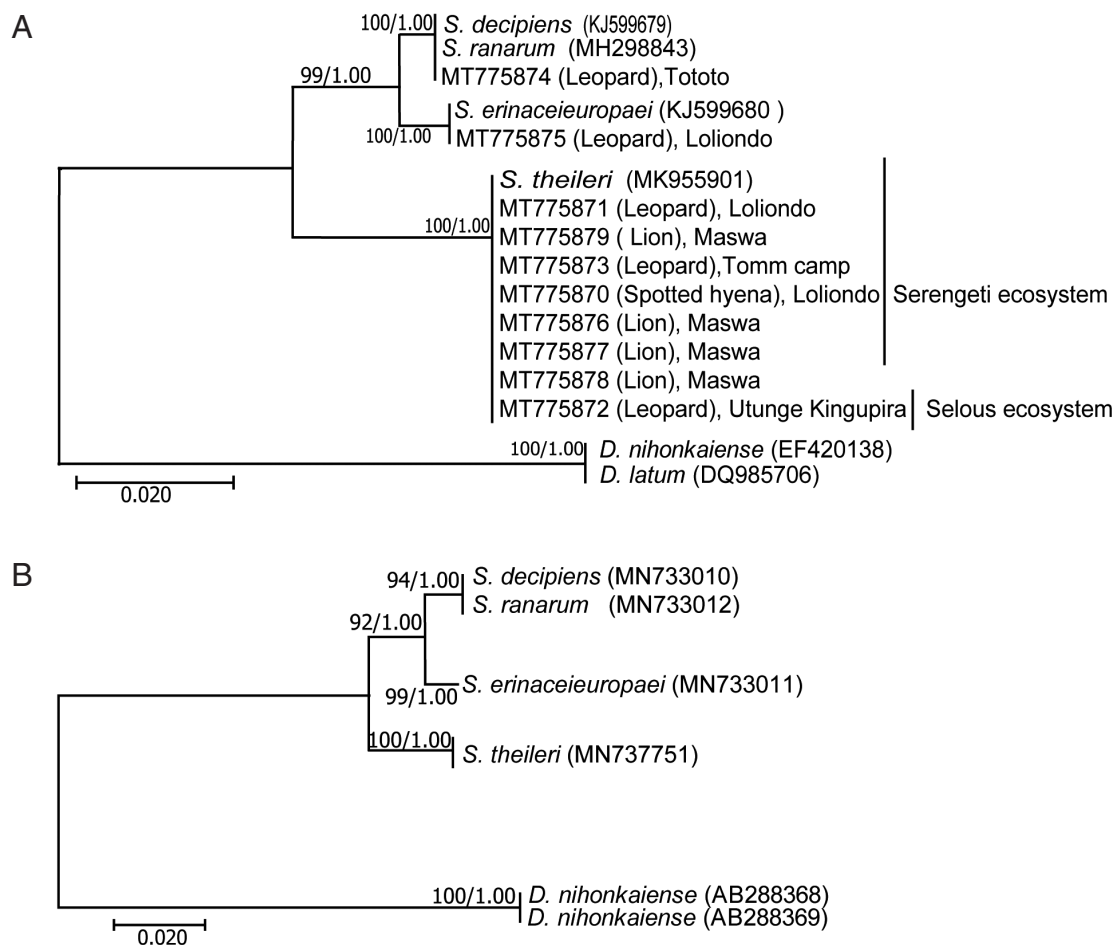 A
100/1.00 S. decipiens (KJ599679)
S. ranarum (MH298843)
99/1.00 MT775874 (Leopard),Tototo
S. erinaceieuropaei (KJ599680 )
100/1.00 MT775875 (Leopard), Loliondo
S. theileri (MK955901)
MT775871 (Leopard), Loliondo
100/1.00 MT775879 ( Lion), Maswa
MT775873 (Leopard),Tomm camp
MT775870 (Spotted hyena), Loliondo Serengeti ecosystem
MT775876 (Lion), Maswa
MT775877 (Lion), Maswa
MT775878 (Lion), Maswa
MT775872 (Leopard), Utunge Kingupira Selous ecosystem
100/1.00 D. nihonkaiense (EF420138)
D. latum (DQ985706)
0.020
B
94/1.00 S. decipiens (MN733010)
S. ranarum (MN733012)
92/1.00
S. erinaceieuropaei (MN733011)
99/1.00
100/1.00
S. theileri (MN737751)
100/1.00 D. nihonkaiense (AB288368)
D. nihonkaiense (AB288369)
0.020